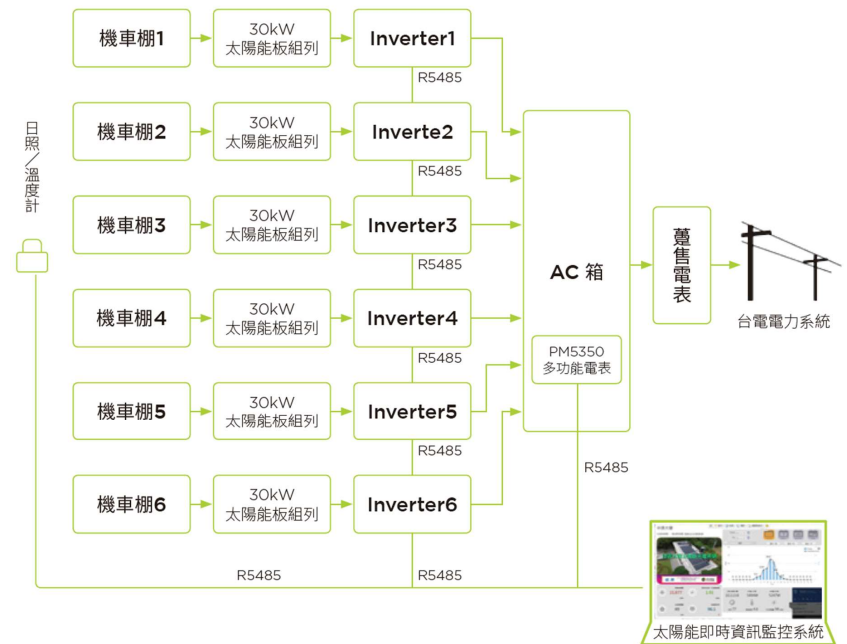 機車棚1
30kW
太陽能板組列
Inverter1
R5485
機車棚2
30kW
太陽能板組列
Inverte2
R5485
日照/溫度計
機車棚3
30kW
太陽能板組列
Inverter3
R5485
機車棚4
30kW
太陽能板組列
Inverter4
R5485
機車棚5
30kW
太陽能板組列
Inverter5
R5485
機車棚6
30kW
太陽能板組列
Inverter6
AC 箱
PM5350
多功能電表
躉售電表
台電電力系統
R5485
R5485
R5485
太陽能即時資訊監控系統